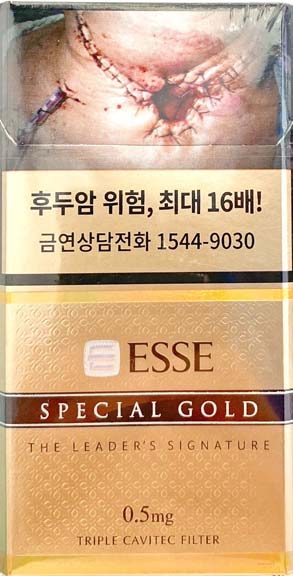 후두암 위험, 최대 16배!
금연상담전화 1544-9030
ESSE
SPECIAL GOLD
THE LEADER'S SIGNATURE
0.5mg
TRIPLE CAVITEC FILTER